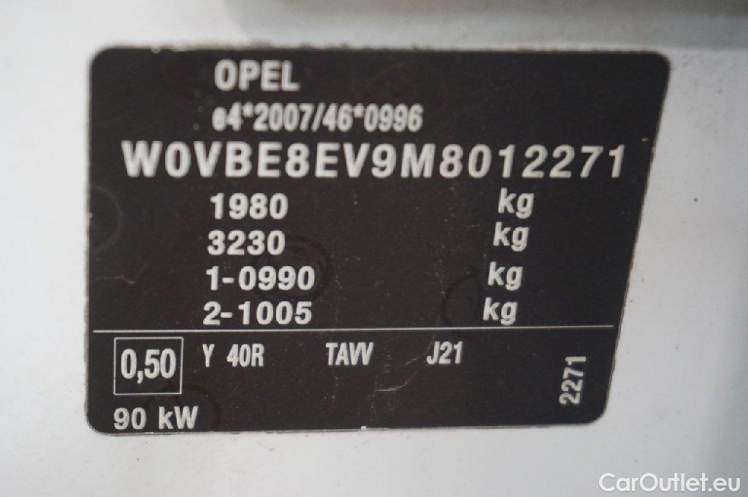 OPEL
e4*2007/46*0996
W0VBE8EV9M8012271
1980 kg
3230 kg
1-0990 kg
2-1005 kg
0,50 Y 40R TAVV J21
2271
90 kW
CarOutlet.eu